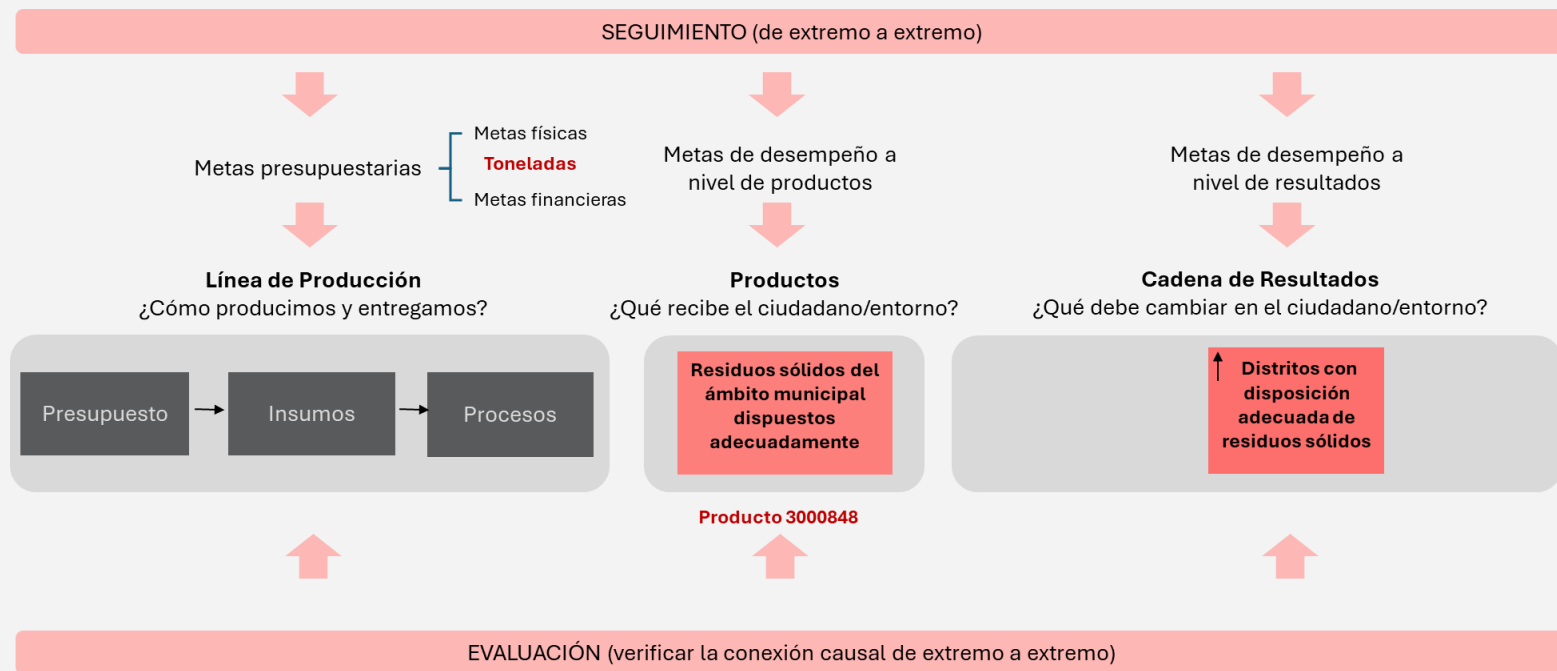 SEGUIMIENTO (de extremo a extremo)
Metas presupuestarias
Metas físicas
Toneladas
Metas financieras
Metas de desempeño a
nivel de productos
Metas de desempeño a
nivel de resultados
Línea de Producción
¿Cómo producimos y entregamos?
Productos
¿Qué recibe el ciudadano/entorno?
Cadena de Resultados
¿Qué debe cambiar en el ciudadano/entorno?
Presupuesto
Insumos
Procesos
Residuos sólidos del
ámbito municipal
dispuestos
adecuadamente
Distritos con
disposición
adecuada de
residuos sólidos
Producto 3000848
EVALUACIÓN (verificar la conexión causal de extremo a extremo)